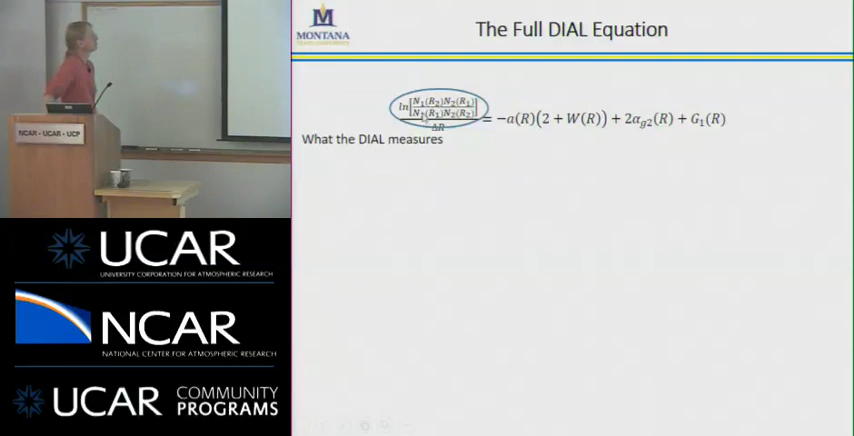 MONTANA
The Full DIAL Equation
ln[N₁(R₂)N₂(R₁)
N₁(R₁)N₂(R₂)]
ΔR
= −a(R)(2 + W(R)) + 2α_g2(R) + G₁(R)
What the DIAL measures
NCAR - UCAR - UCP
UCAR
UNIVERSITY CORPORATION FOR ATMOSPHERIC RESEARCH
NCAR
NATIONAL CENTER FOR ATMOSPHERIC RESEARCH
UCAR COMMUNITY PROGRAMS